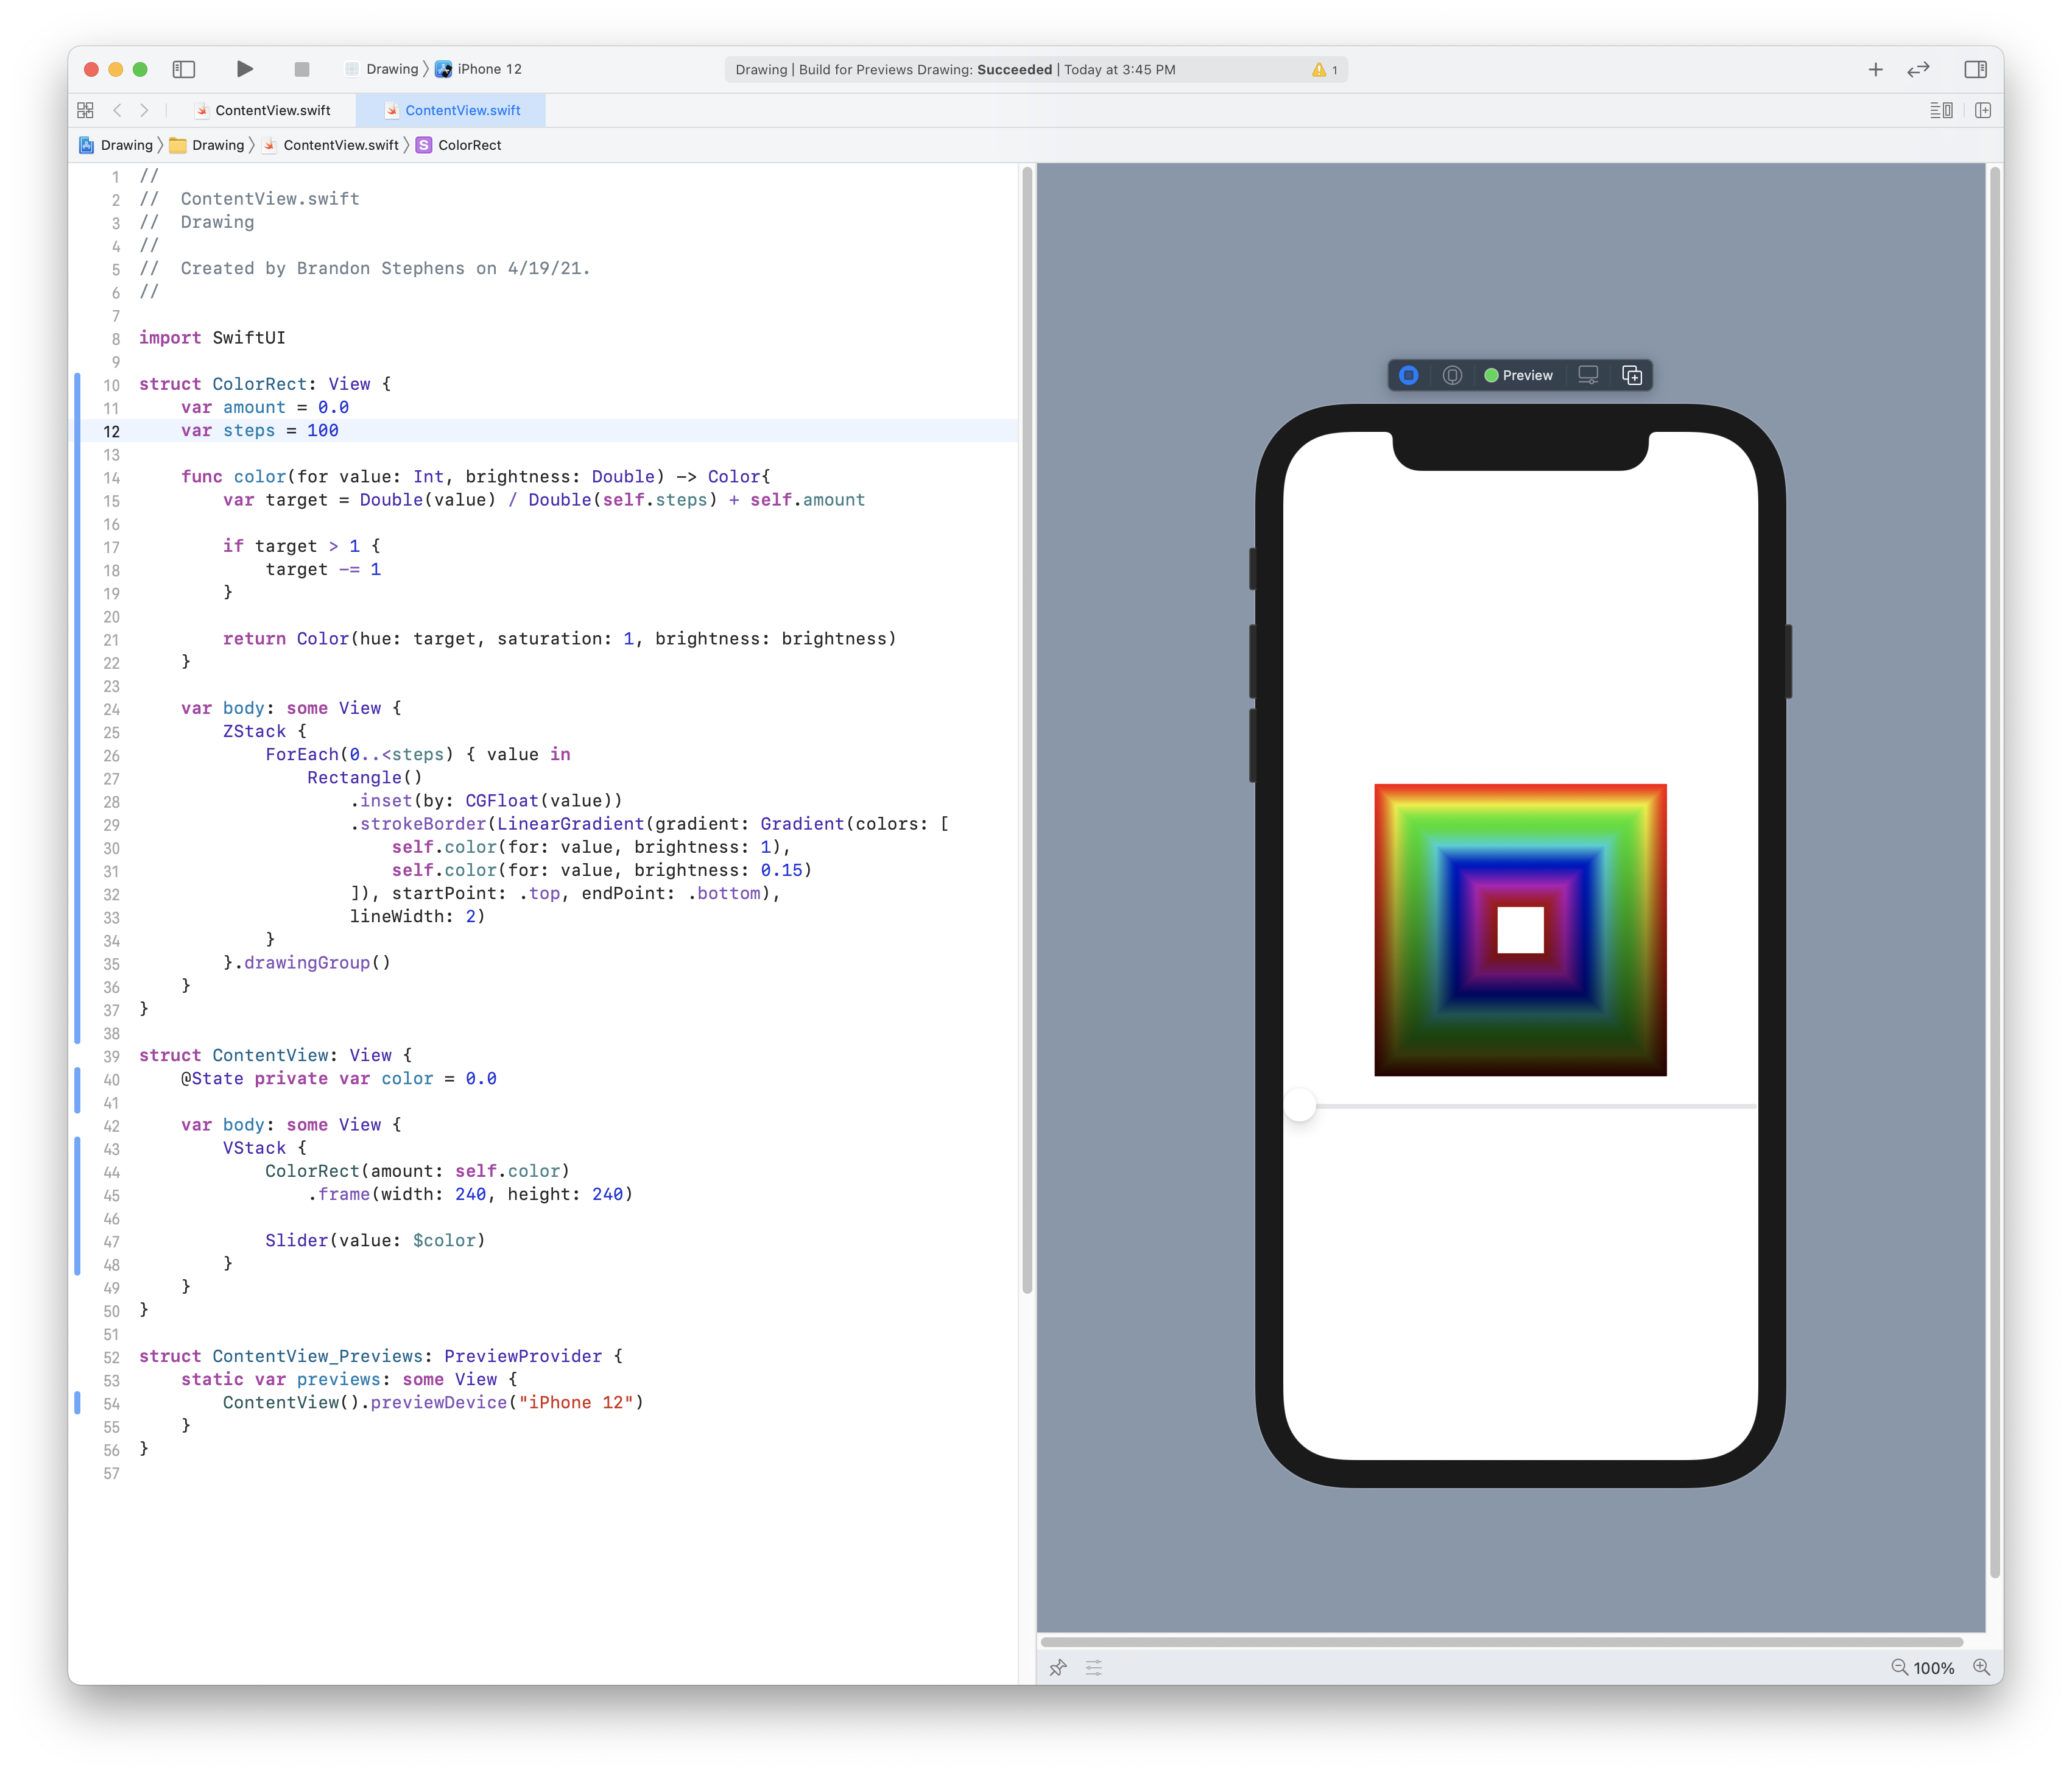 Drawing 〉 iPhone 12
Drawing | Build for Previews Drawing: Succeeded | Today at 3:45 PM
1
ContentView.swift
ContentView.swift
Drawing 〉 Drawing 〉 ContentView.swift 〉 S ColorRect
1 //
2 //  ContentView.swift
3 //  Drawing
4 //
5 //  Created by Brandon Stephens on 4/19/21.
6 //
7
8 import SwiftUI
9
10 struct ColorRect: View {
11     var amount = 0.0
12     var steps = 100
13
14     func color(for value: Int, brightness: Double) -> Color{
15         var target = Double(value) / Double(self.steps) + self.amount
16
17         if target > 1 {
18             target -= 1
19         }
20
21         return Color(hue: target, saturation: 1, brightness: brightness)
22     }
23
24     var body: some View {
25         ZStack {
26             ForEach(0..<steps) { value in
27                 Rectangle()
28                     .inset(by: CGFloat(value))
29                     .strokeBorder(LinearGradient(gradient: Gradient(colors: [
30                         self.color(for: value, brightness: 1),
31                         self.color(for: value, brightness: 0.15)
32                     ]), startPoint: .top, endPoint: .bottom),
33                     lineWidth: 2)
34             }
35         }.drawingGroup()
36     }
37 }
38
39 struct ContentView: View {
40     @State private var color = 0.0
41
42     var body: some View {
43         VStack {
44             ColorRect(amount: self.color)
45                 .frame(width: 240, height: 240)
46
47             Slider(value: $color)
48         }
49     }
50 }
51
52 struct ContentView_Previews: PreviewProvider {
53     static var previews: some View {
54         ContentView().previewDevice("iPhone 12")
55     }
56 }
57
Preview
100%